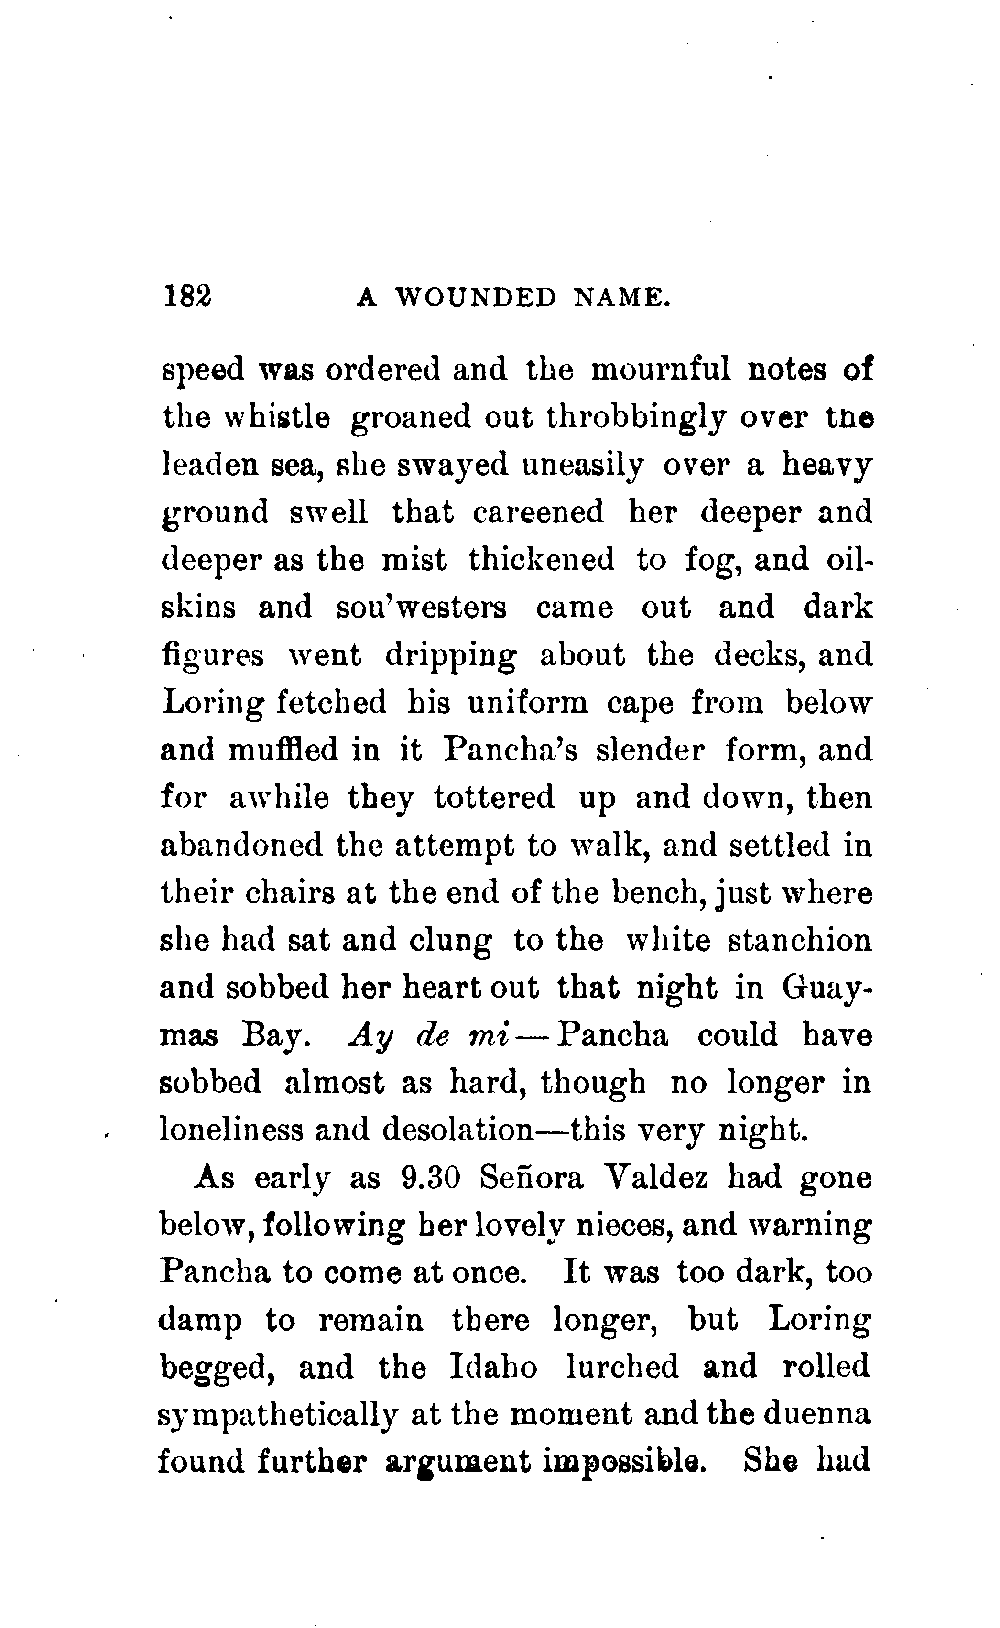 182 A WOUNDED NAME.
speed was ordered and the mournful notes of
the whistle groaned out throbbingly over tne
leaden sea, she swayed uneasily over a heavy
ground swell that careened her deeper and
deeper as the mist thickened to fog, and oil-
skins and sou'westers came out and dark
figures went dripping about the decks, and
Loring fetched his uniform cape from below
and muffled in it Pancha's slender form, and
for awhile they tottered up and down, then
abandoned the attempt to walk, and settled in
their chairs at the end of the bench, just where
she had sat and clung to the white stanchion
and sobbed her heart out that night in Guay-
mas Bay. Ay de mi—Pancha could have
sobbed almost as hard, though no longer in
loneliness and desolation—this very night.
As early as 9.30 Señora Valdez had gone
below, following her lovely nieces, and warning
Pancha to come at once. It was too dark, too
damp to remain there longer, but Loring
begged, and the Idaho lurched and rolled
sympathetically at the moment and the duenna
found further argument impossible. She had